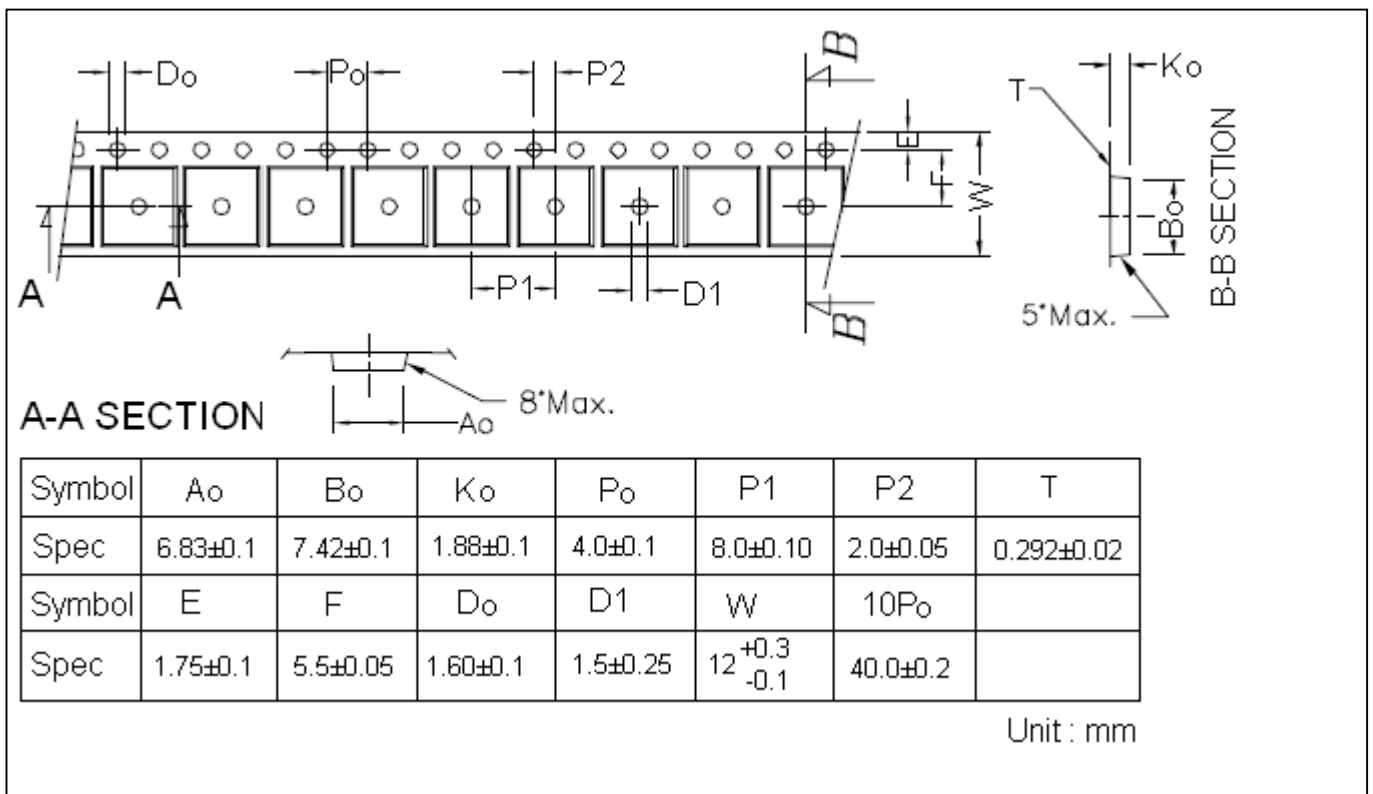 Do
Po
P2
B
Ko
T
E
F
W
Bo
B-B SECTION
A
A
P1
D1
B
5°Max.
8°Max.
A-A SECTION
Ao
Symbol Ao Bo Ko Po P1 P2 T
Spec 6.83±0.1 7.42±0.1 1.88±0.1 4.0±0.1 8.0±0.10 2.0±0.05 0.292±0.02
Symbol E F Do D1 W 10Po
Spec 1.75±0.1 5.5±0.05 1.60±0.1 1.5±0.25 12 +0.3 -0.1 40.0±0.2
Unit : mm